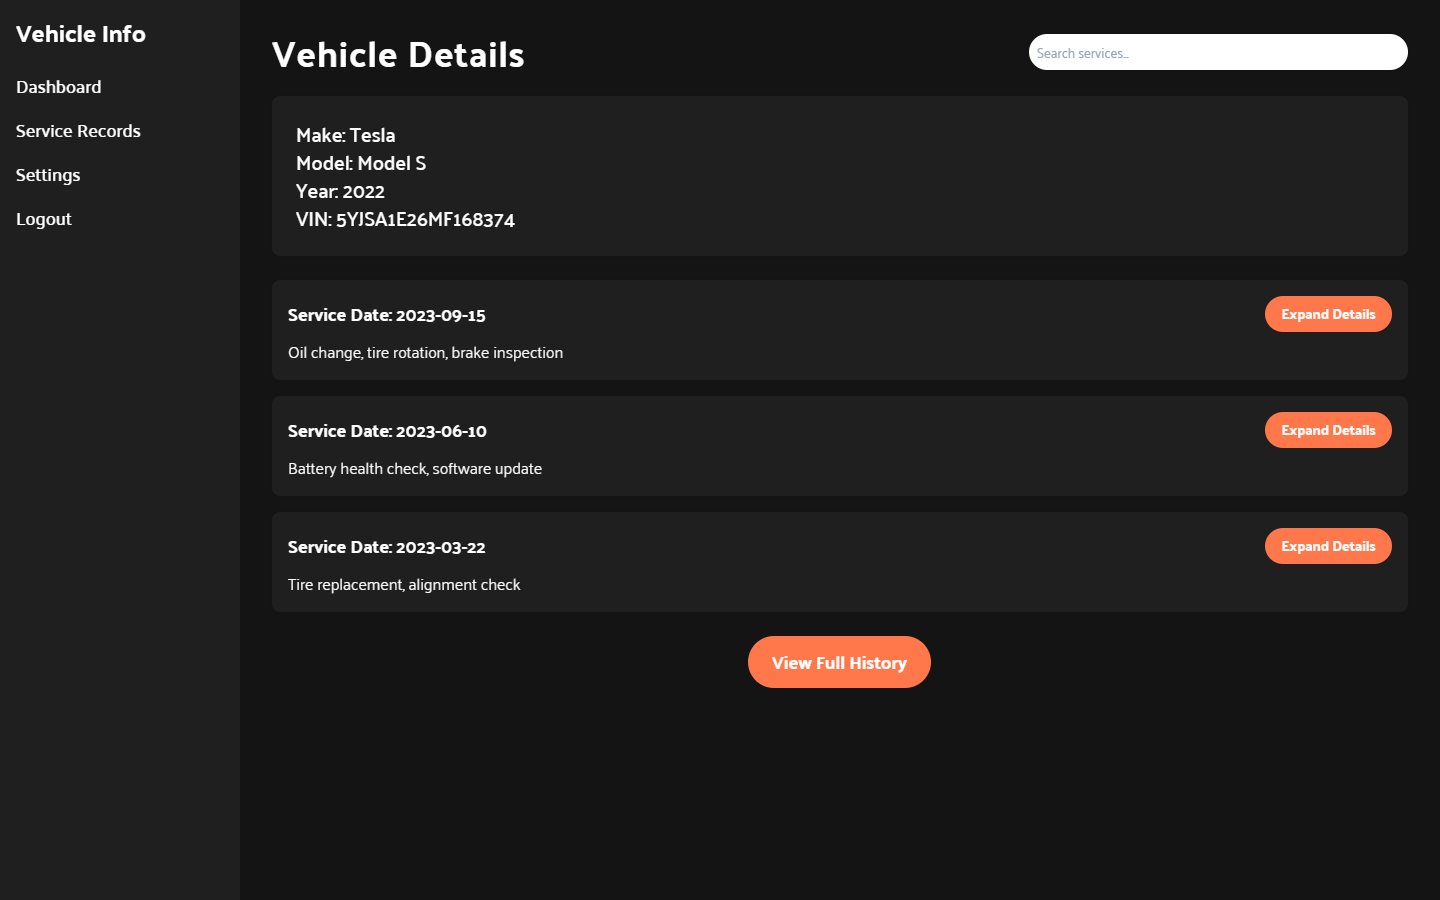 Vehicle Info
Dashboard
Service Records
Settings
Logout
Vehicle Details
Search services...
Make: Tesla
Model: Model S
Year: 2022
VIN: 5YJSA1E26MF168374
Service Date: 2023-09-15
Expand Details
Oil change, tire rotation, brake inspection
Service Date: 2023-06-10
Expand Details
Battery health check, software update
Service Date: 2023-03-22
Expand Details
Tire replacement, alignment check
View Full History